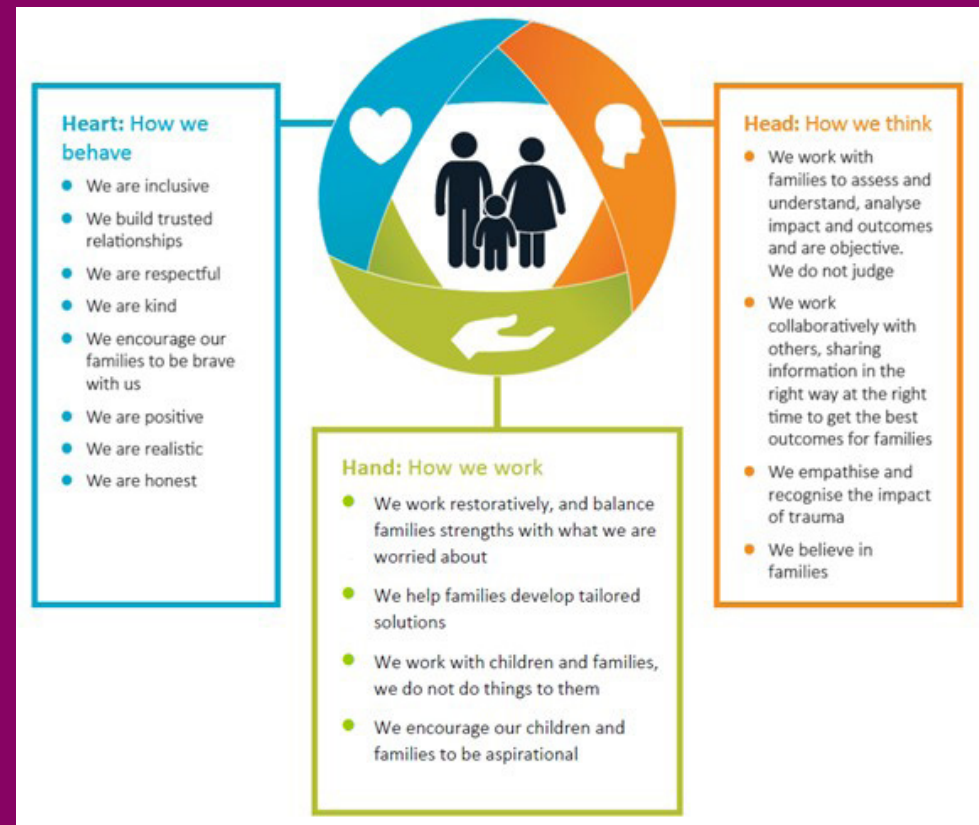 Heart: How we
behave
We are inclusive
We build trusted
relationships
We are respectful
We are kind
We encourage our
families to be brave
with us
We are positive
We are realistic
We are honest
Hand: How we work
We work restoratively, and balance
families strengths with what we are
worried about
We help families develop tailored
solutions
We work with children and families,
we do not do things to them
We encourage our children and
families to be aspirational
Head: How we think
We work with
families to assess and
understand, analyse
impact and outcomes
and are objective.
We do not judge
We work
collaboratively with
others, sharing
information in the
right way at the right
time to get the best
outcomes for families
We empathise and
recognise the impact
of trauma
We believe in
families